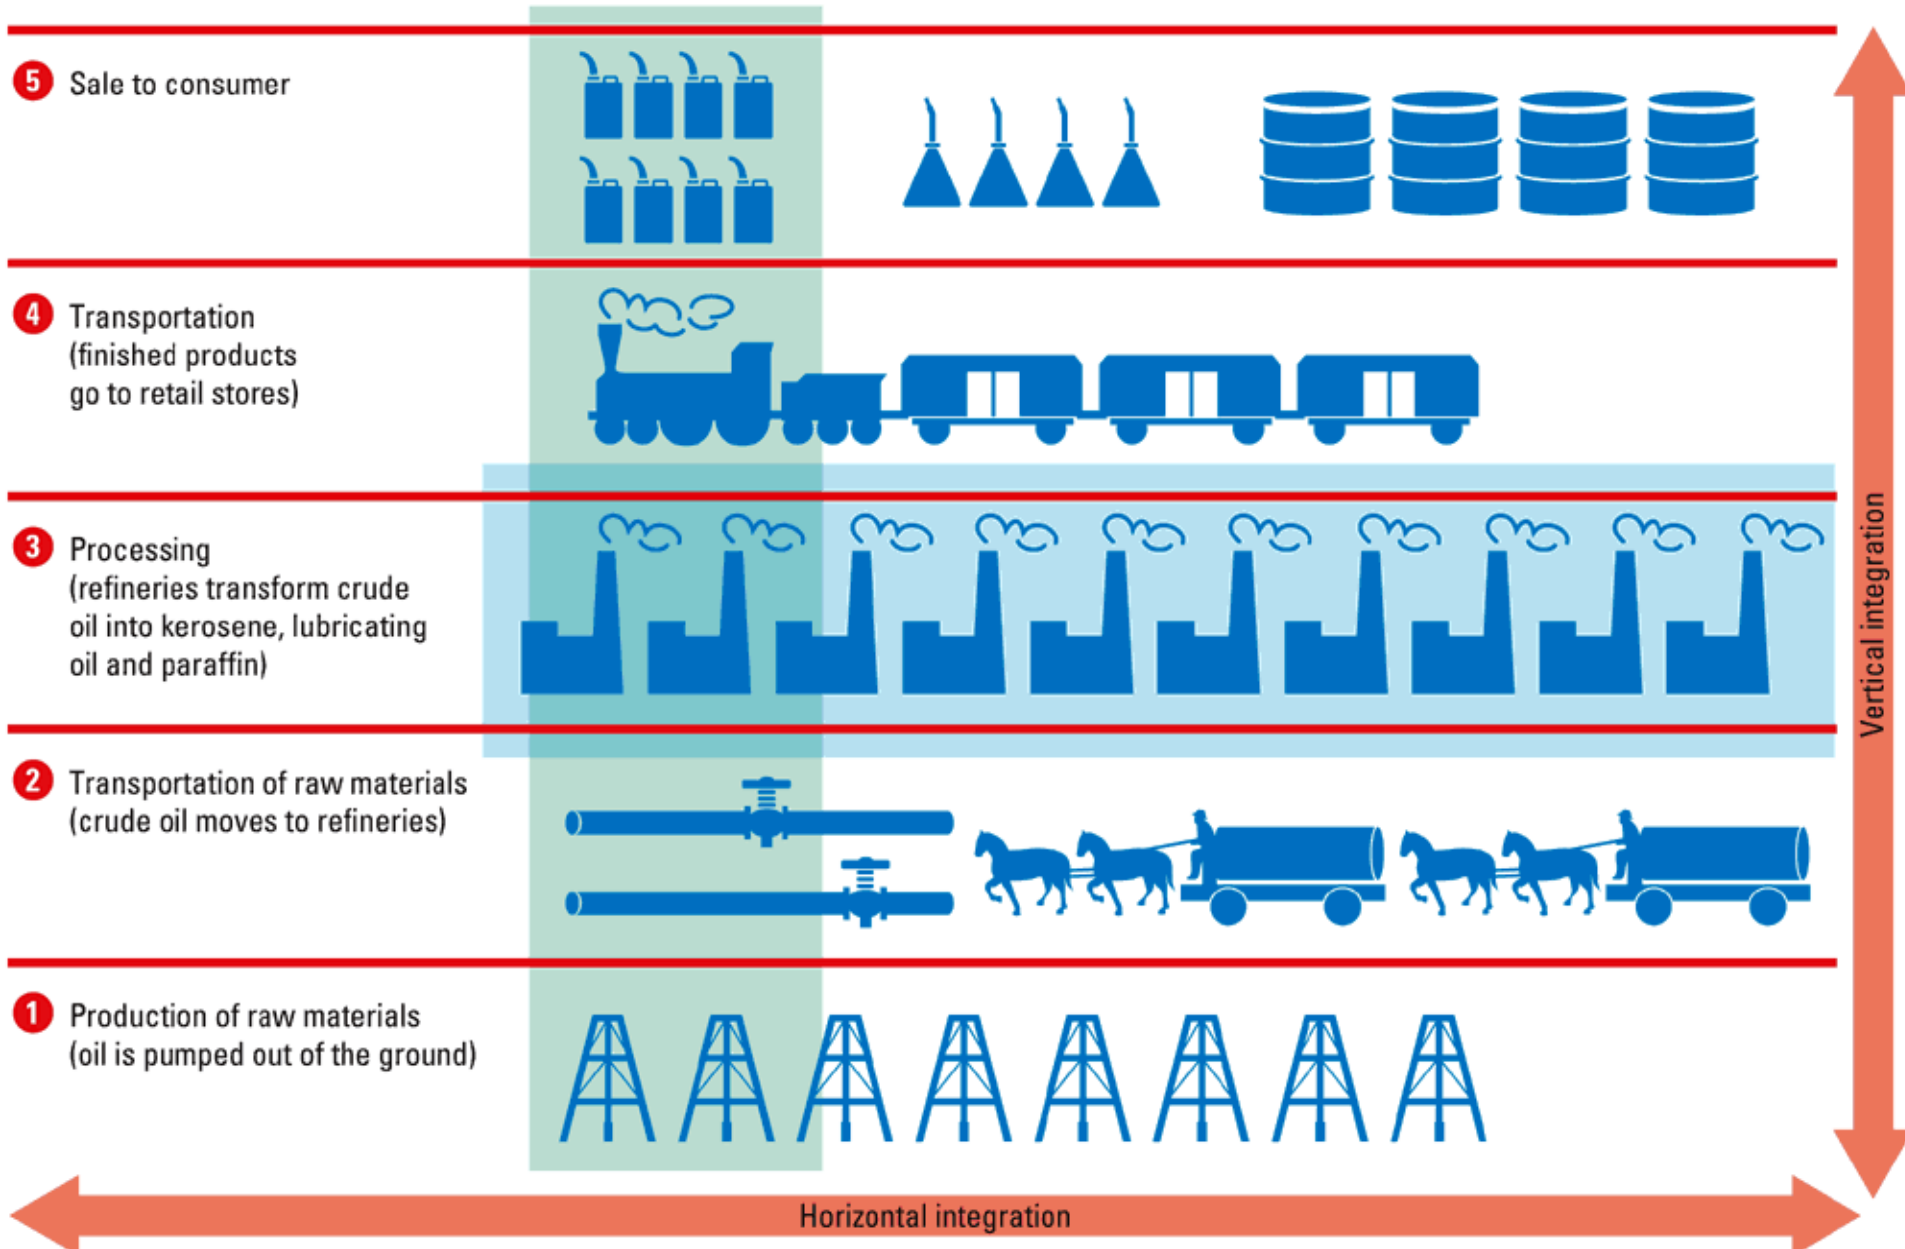 5 Sale to consumer
4 Transportation
(finished products
go to retail stores)
3 Processing
(refineries transform crude
oil into kerosene, lubricating
oil and paraffin)
2 Transportation of raw materials
(crude oil moves to refineries)
1 Production of raw materials
(oil is pumped out of the ground)
Vertical integration
Horizontal integration